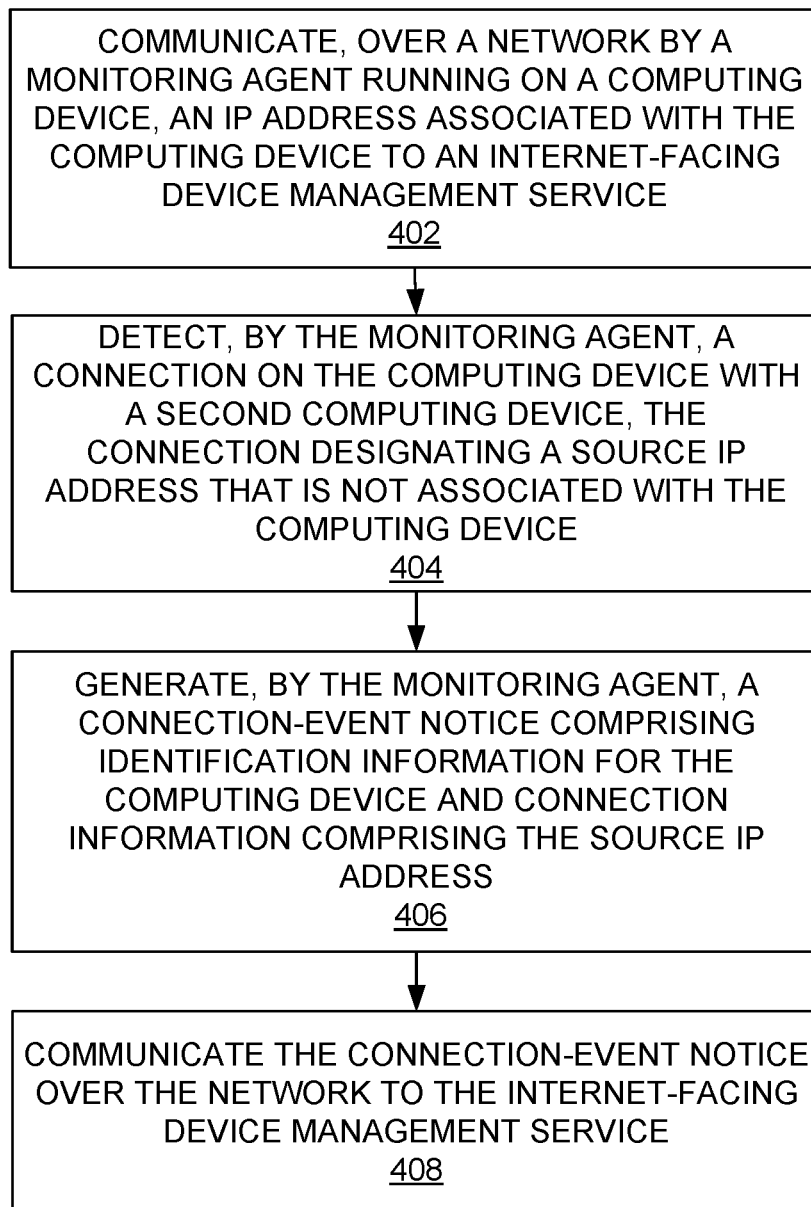 COMMUNICATE, OVER A NETWORK BY A
MONITORING AGENT RUNNING ON A COMPUTING
DEVICE, AN IP ADDRESS ASSOCIATED WITH THE
COMPUTING DEVICE TO AN INTERNET-FACING
DEVICE MANAGEMENT SERVICE
402
DETECT, BY THE MONITORING AGENT, A
CONNECTION ON THE COMPUTING DEVICE WITH
A SECOND COMPUTING DEVICE, THE
CONNECTION DESIGNATING A SOURCE IP
ADDRESS THAT IS NOT ASSOCIATED WITH THE
COMPUTING DEVICE
404
GENERATE, BY THE MONITORING AGENT, A
CONNECTION-EVENT NOTICE COMPRISING
IDENTIFICATION INFORMATION FOR THE
COMPUTING DEVICE AND CONNECTION
INFORMATION COMPRISING THE SOURCE IP
ADDRESS
406
COMMUNICATE THE CONNECTION-EVENT NOTICE
OVER THE NETWORK TO THE INTERNET-FACING
DEVICE MANAGEMENT SERVICE
408